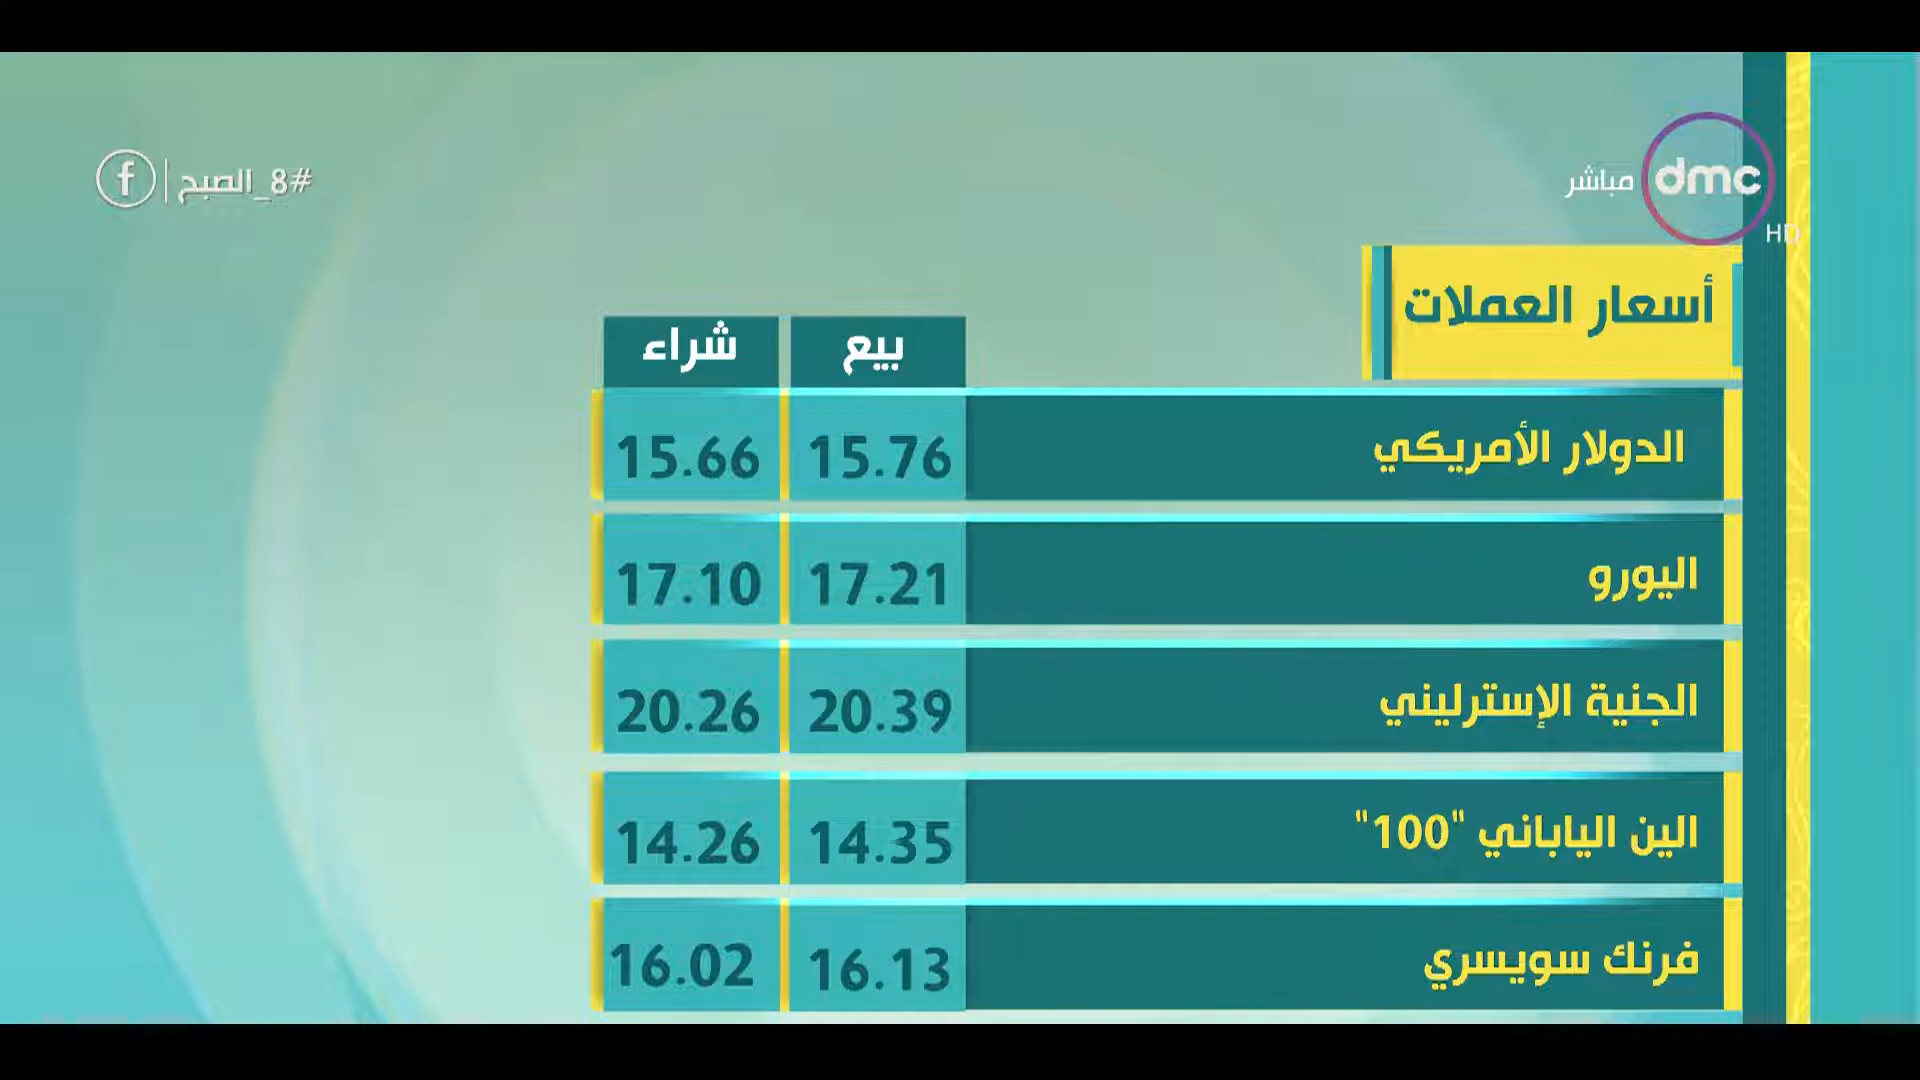 dmc مباشر
HD
#8_الصبح
f
أسعار العملات
بيع شراء
الدولار الأمريكي 15.76 15.66
اليورو 17.21 17.10
الجنية الإسترليني 20.39 20.26
الين الياباني "100" 14.35 14.26
فرنك سويسري 16.13 16.02